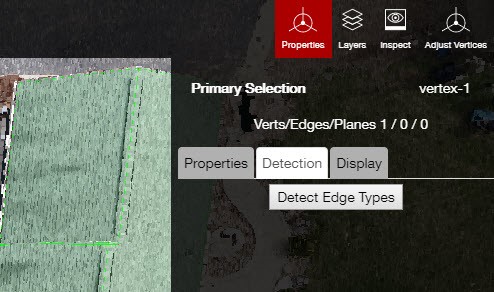 Properties Layers Inspect Adjust Vertices
Primary Selection vertex-1
Verts/Edges/Planes 1 / 0 / 0
Properties Detection Display
Detect Edge Types